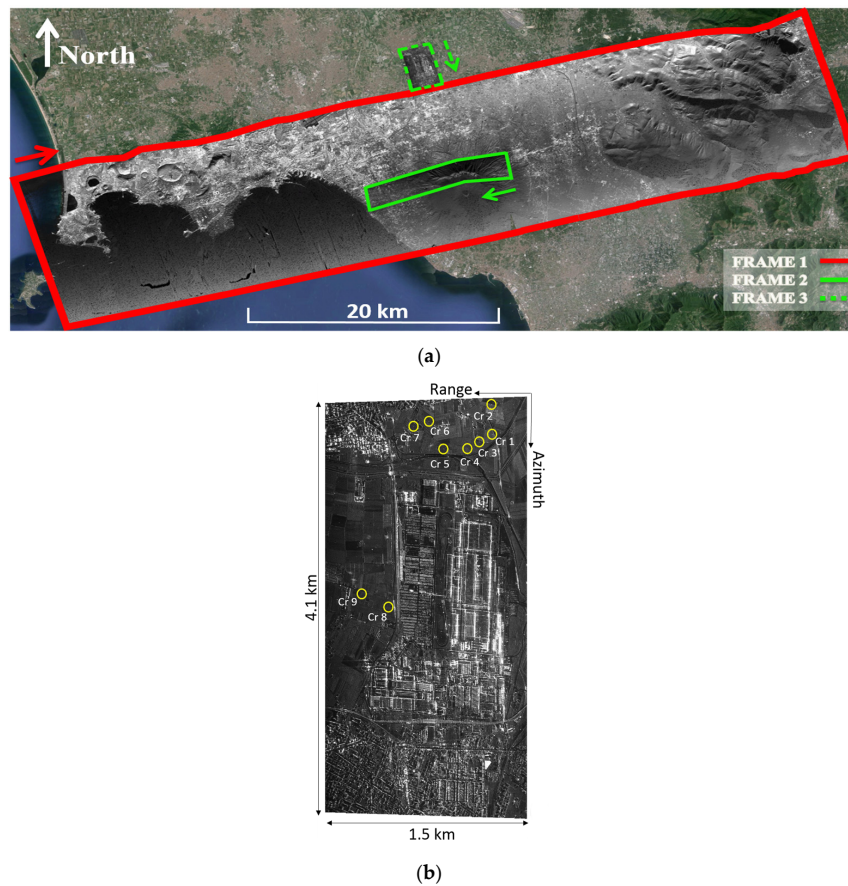 North
FRAME 1
FRAME 2
FRAME 3
20 km
(a)
Range
Cr 2
Cr 6
Cr 7
Cr 1
Cr 3
Cr 4
Cr 5
Azimuth
4.1 km
Cr 9
Cr 8
1.5 km
(b)